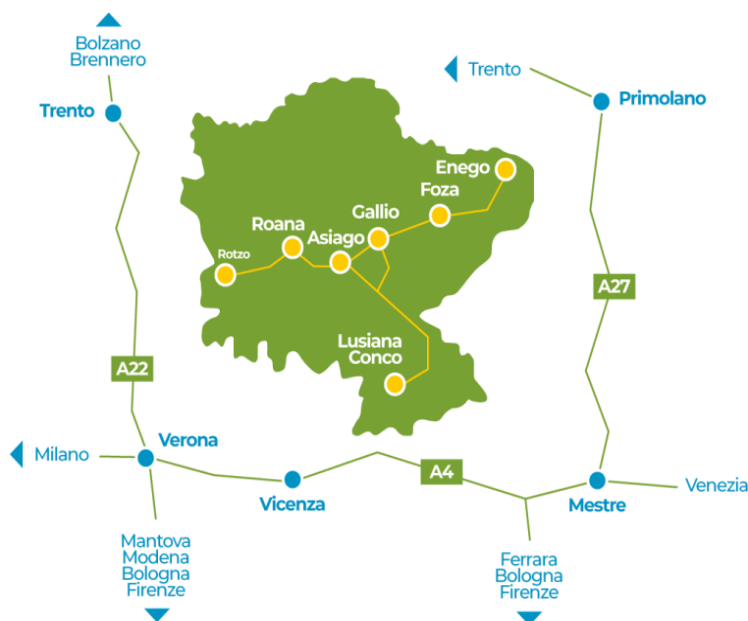 Bolzano
Brennero
Trento
Trento
Primolano
Enego
Foza
Gallio
Roana
Asiago
Rotzo
A27
Lusiana
Conco
A22
Verona
Milano
A4
Vicenza
Mestre
Venezia
Mantova
Modena
Bologna
Firenze
Ferrara
Bologna
Firenze